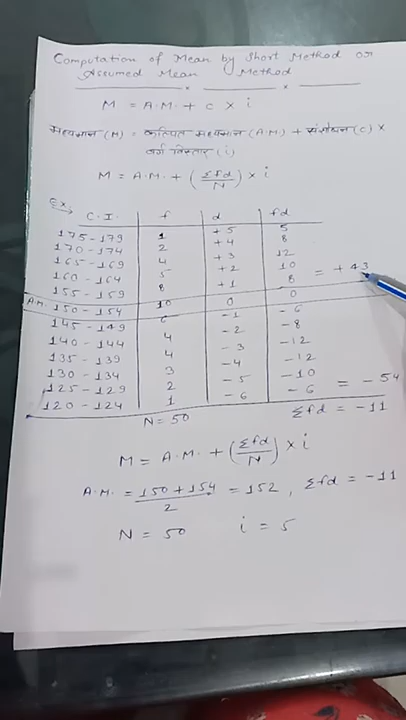 Computation of Mean by Short Method or
Assumed Mean Method
M = A.M. + C × i
मध्यमान (M) = कल्पित मध्यमान (A.M.) + संशोधन (C) ×
वर्ग विस्तार (i)
M = A.M. + (Σfd/N) × i
Ex. C.I. f d fd
175-179 1 +5 5
170-174 2 +4 8
165-169 4 +3 12
160-164 5 +2 10 = +43
155-159 8 +1 8
A.M. 150-154 10 0 0
145-149 6 -1 -6
140-144 4 -2 -8
135-139 4 -3 -12
130-134 3 -4 -12
125-129 2 -5 -10 = -54
120-124 1 -6 -6
N = 50 Σfd = -11
M = A.M. + (Σfd/N) × i
A.M. = 150+154/2 = 152, Σfd = -11
N = 50 i = 5